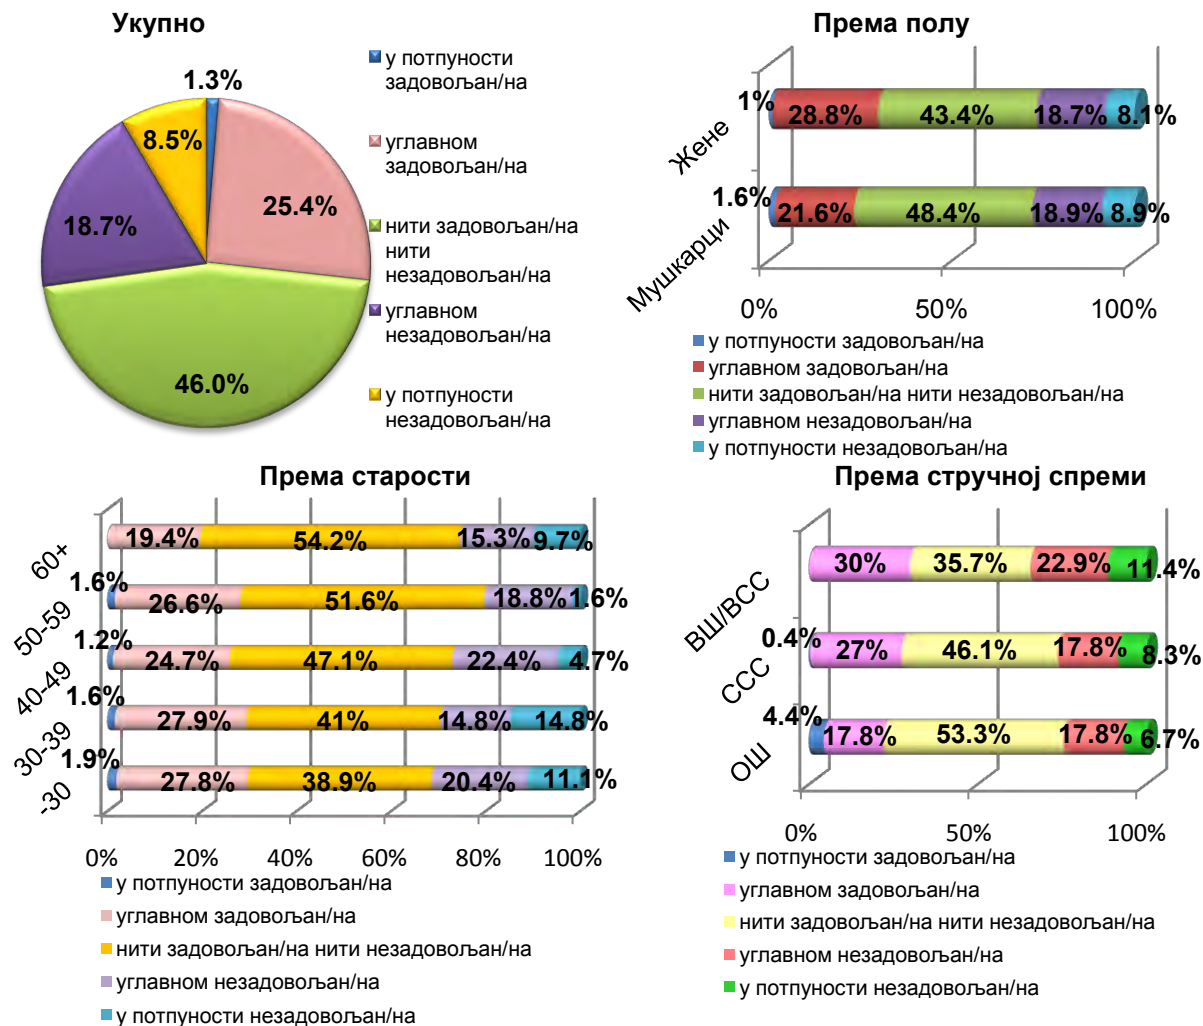 Укупно
1.3%
25.4%
46.0%
18.7%
8.5%
у потпуности
задовољан/на
углавном
задовољан/на
нити задовољан/на
нити
незадовољан/на
углавном
незадовољан/на
у потпуности
незадовољан/на
Према полу
Жене
1% 28.8% 43.4% 18.7% 8.1%
Мушкарци
1.6% 21.6% 48.4% 18.9% 8.9%
0% 50% 100%
у потпуности задовољан/на
углавном задовољан/на
нити задовољан/на нити незадовољан/на
углавном незадовољан/на
у потпуности незадовољан/на
Према старости
60+
19.4% 54.2% 15.3% 9.7%
50-59
1.6% 26.6% 51.6% 18.8% 1.6%
40-49
1.2% 24.7% 47.1% 22.4% 4.7%
30-39
1.6% 27.9% 41% 14.8% 14.8%
-30
1.9% 27.8% 38.9% 20.4% 11.1%
0% 20% 40% 60% 80% 100%
у потпуности задовољан/на
углавном задовољан/на
нити задовољан/на нити незадовољан/на
углавном незадовољан/на
у потпуности незадовољан/на
Према стручној спреми
ВШ/ВСС
30% 35.7% 22.9% 11.4%
ССС
0.4% 27% 46.1% 17.8% 8.3%
ОШ
4.4% 17.8% 53.3% 17.8% 6.7%
0% 50% 100%
у потпуности задовољан/на
углавном задовољан/на
нити задовољан/на нити незадовољан/на
углавном незадовољан/на
у потпуности незадовољан/на